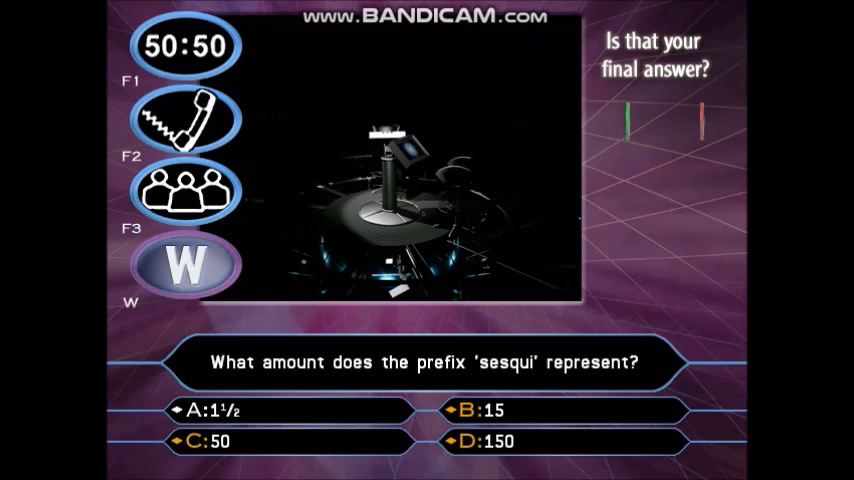 www.BANDICAM.com
50:50
F1
F2
F3
W
W
Is that your
final answer?
What amount does the prefix 'sesqui' represent?
A:1½
B:15
C:50
D:150